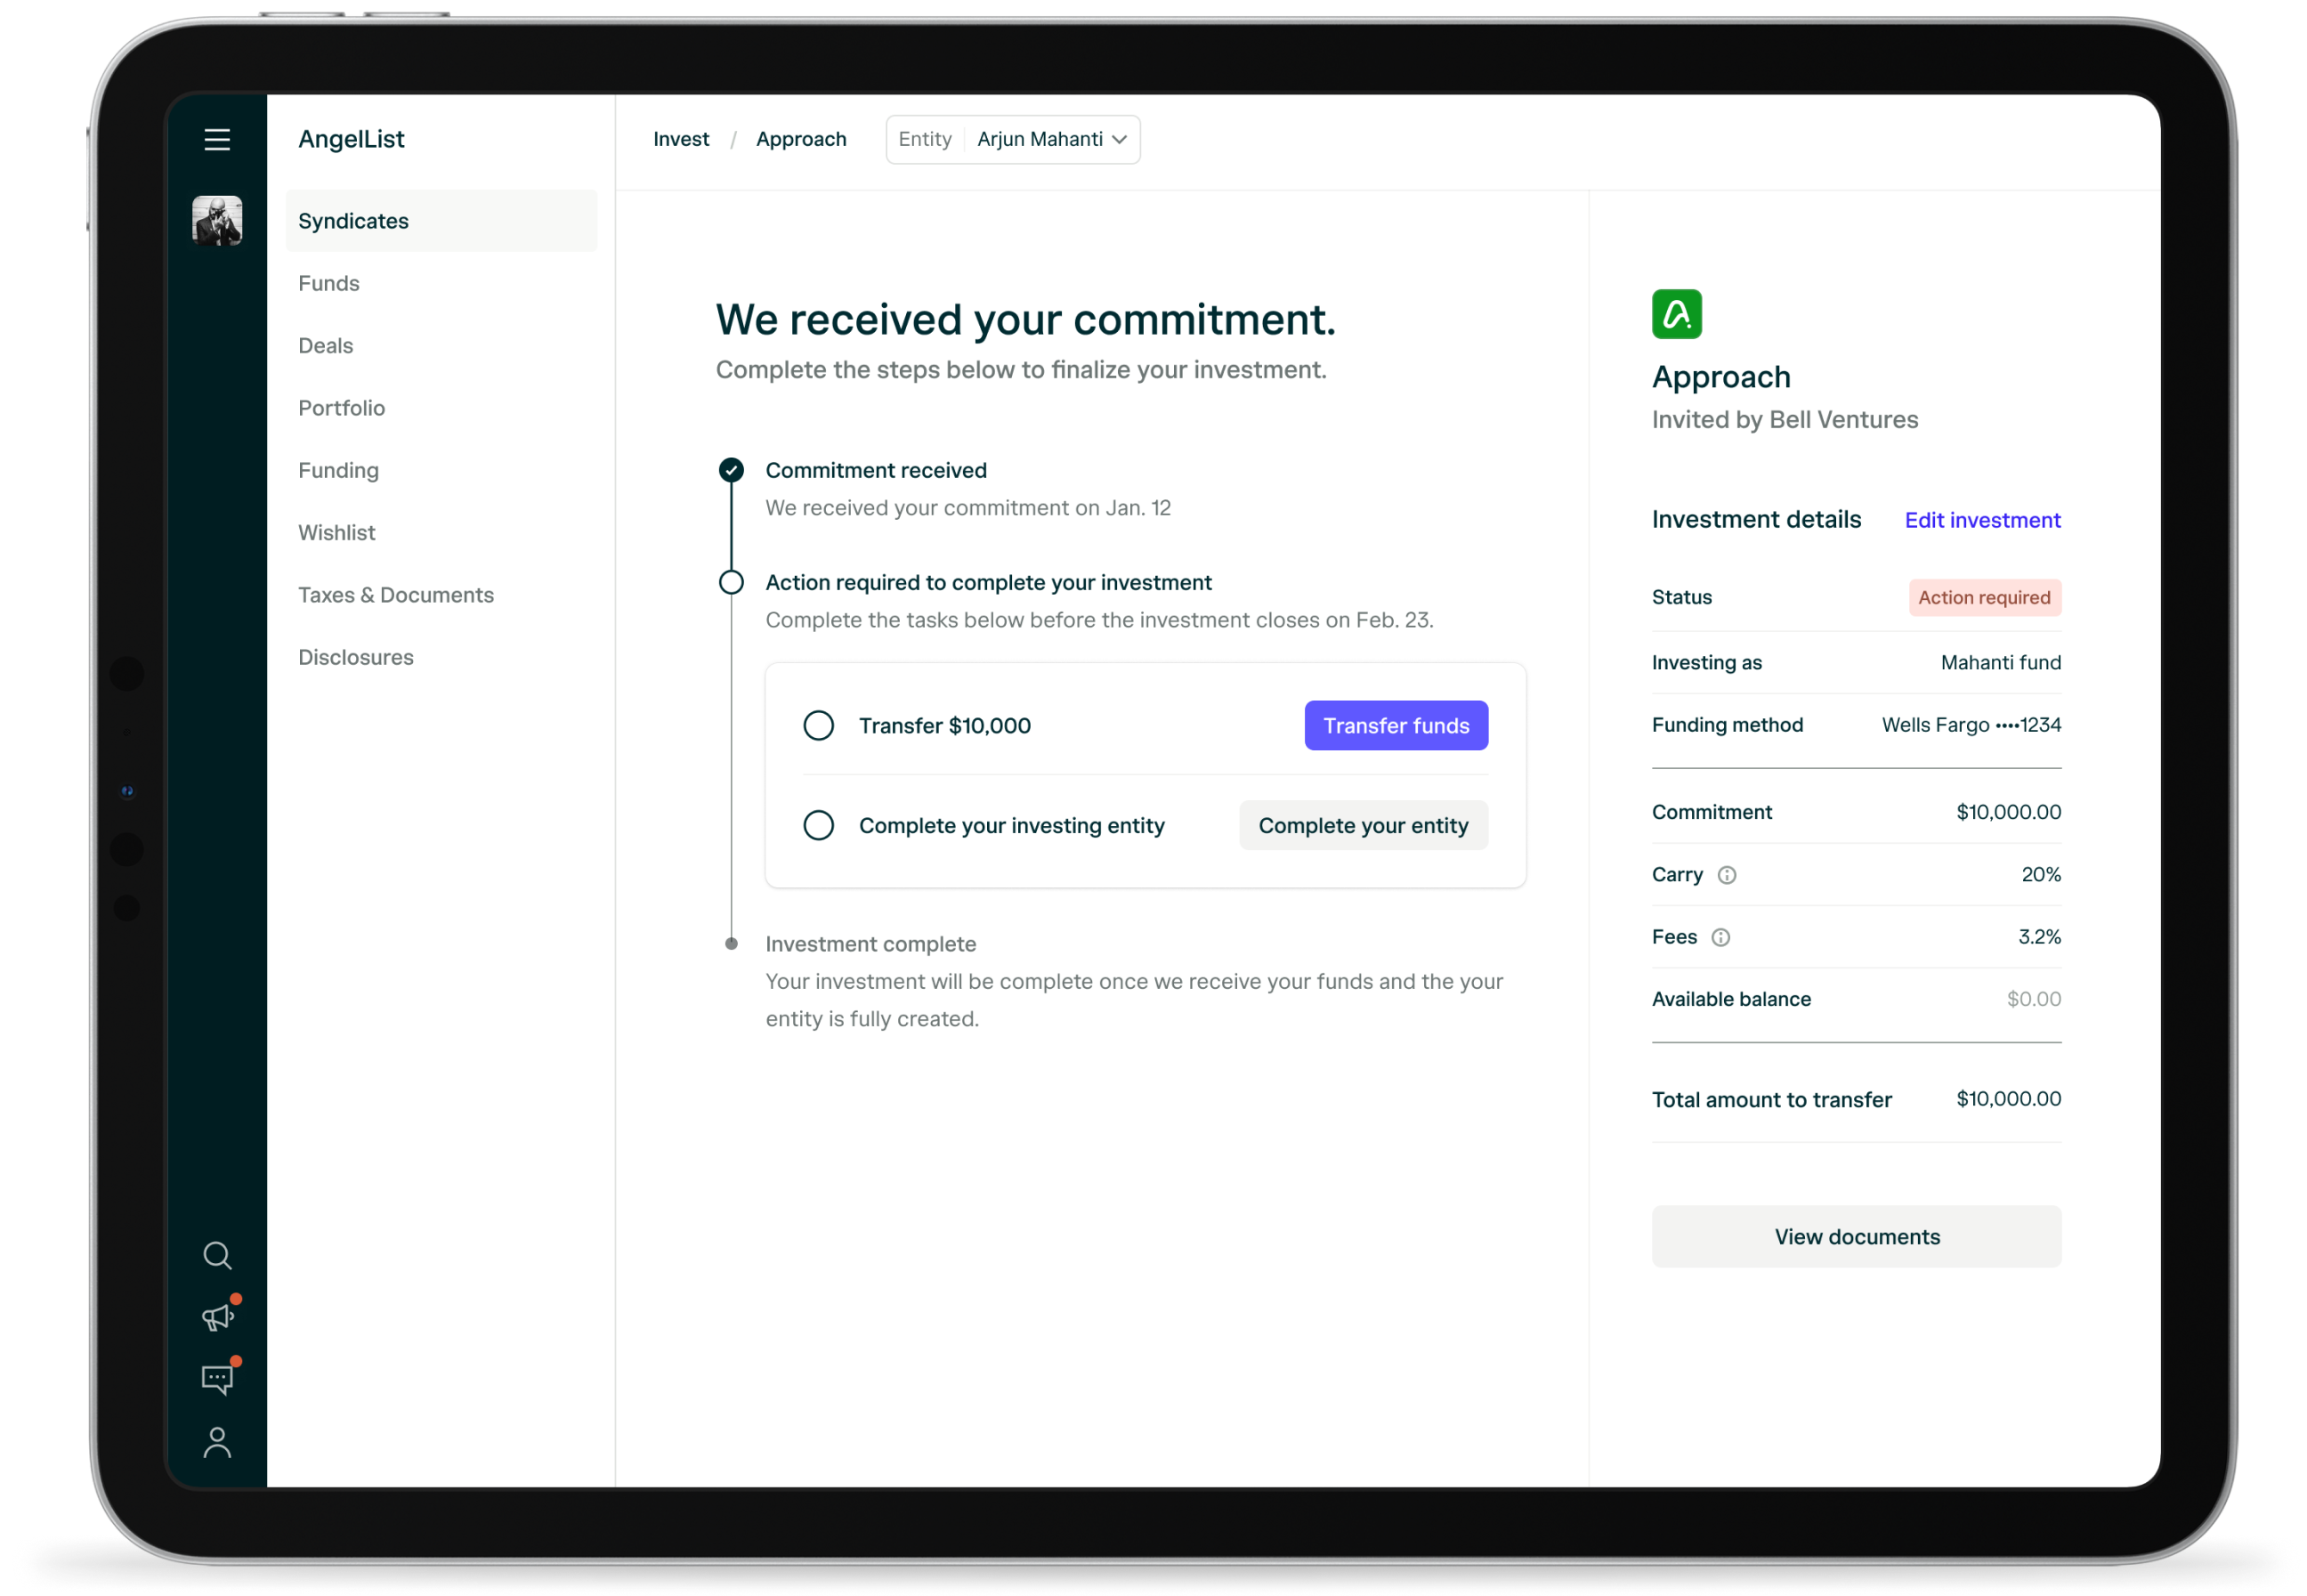 AngelList
Syndicates
Funds
Deals
Portfolio
Funding
Wishlist
Taxes & Documents
Disclosures
Invest / Approach
Entity Arjun Mahanti
We received your commitment.
Complete the steps below to finalize your investment.
Commitment received
We received your commitment on Jan. 12
Action required to complete your investment
Complete the tasks below before the investment closes on Feb. 23.
Transfer $10,000 Transfer funds
Complete your investing entity Complete your entity
Investment complete
Your investment will be complete once we receive your funds and the your
entity is fully created.
Approach
Invited by Bell Ventures
Investment details Edit investment
Status Action required
Investing as Mahanti fund
Funding method Wells Fargo ••••1234
Commitment $10,000.00
Carry 20%
Fees 3.2%
Available balance $0.00
Total amount to transfer $10,000.00
View documents